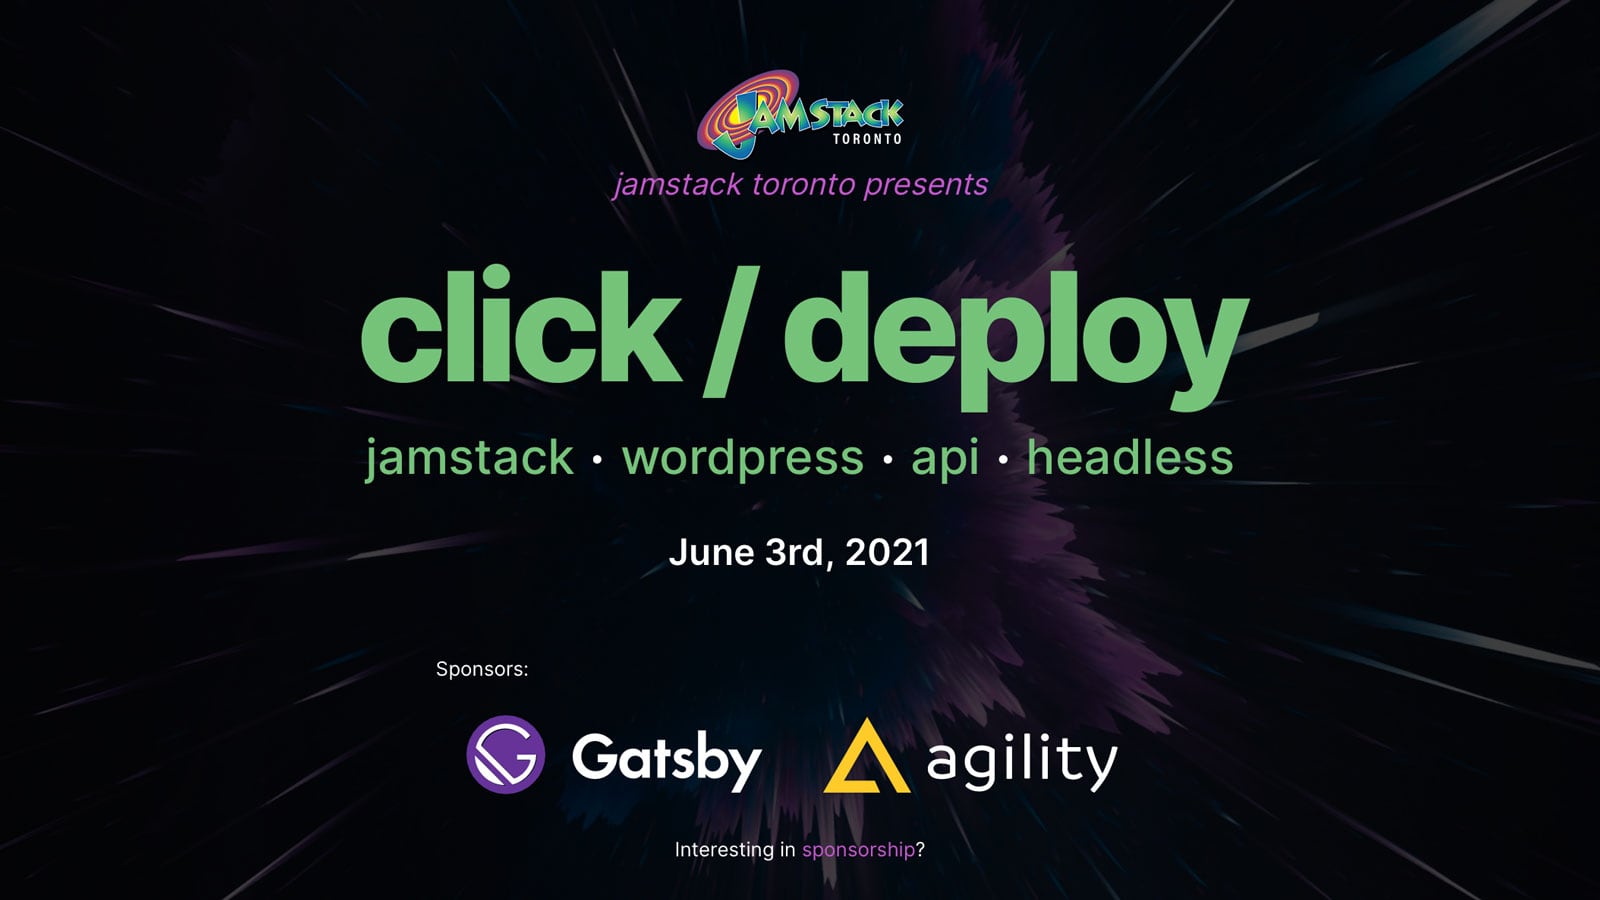 JAMSTACK
TORONTO
jamstack toronto presents
click / deploy
jamstack · wordpress · api · headless
June 3rd, 2021
Sponsors:
G Gatsby agility
Interesting in sponsorship?